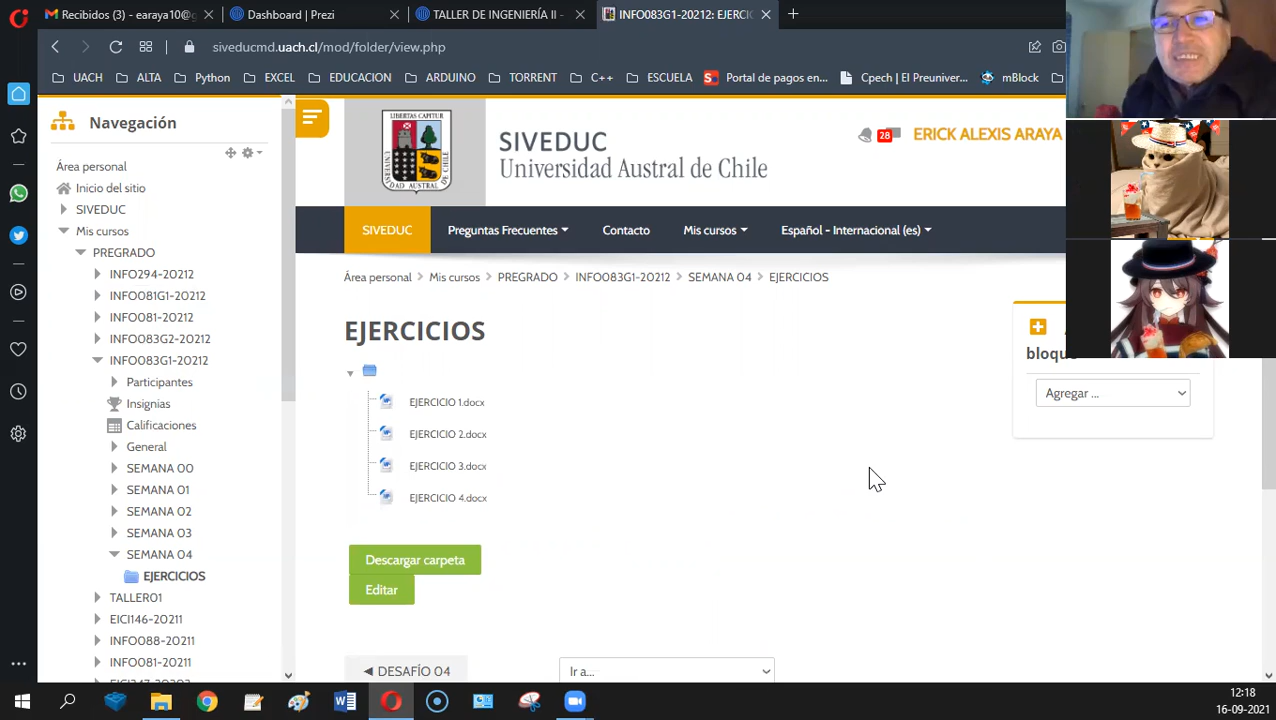 Recibidos (3) - earaya10@g
Dashboard | Prezi
TALLER DE INGENIERÍA II -
INFO083G1-20212: EJERCI
siveducmd.uach.cl/mod/folder/view.php
UACH
ALTA
Python
EXCEL
EDUCACION
ARDUINO
TORRENT
C++
ESCUELA
Portal de pagos en...
Cpech | El Preuniver...
mBlock
Navegación
Área personal
Inicio del sitio
SIVEDUC
Mis cursos
PREGRADO
INFO294-20212
INFO081G1-20212
INFO081-20212
INFO083G2-20212
INFO083G1-20212
Participantes
Insignias
Calificaciones
General
SEMANA 00
SEMANA 01
SEMANA 02
SEMANA 03
SEMANA 04
EJERCICIOS
TALLER01
EICI146-20211
INFO088-20211
INFO081-20211
LIBERTAS CAPITUR
SIVEDUC
Universidad Austral de Chile
28
ERICK ALEXIS ARAYA
SIVEDUC
Preguntas Frecuentes
Contacto
Mis cursos
Español - Internacional (es)
Área personal
Mis cursos
PREGRADO
INFO083G1-20212
SEMANA 04
EJERCICIOS
EJERCICIOS
EJERCICIO 1.docx
EJERCICIO 2.docx
EJERCICIO 3.docx
EJERCICIO 4.docx
Descargar carpeta
Editar
◄ DESAFÍO 04
Ir a...
Agregar ...
12:18
16-09-2021